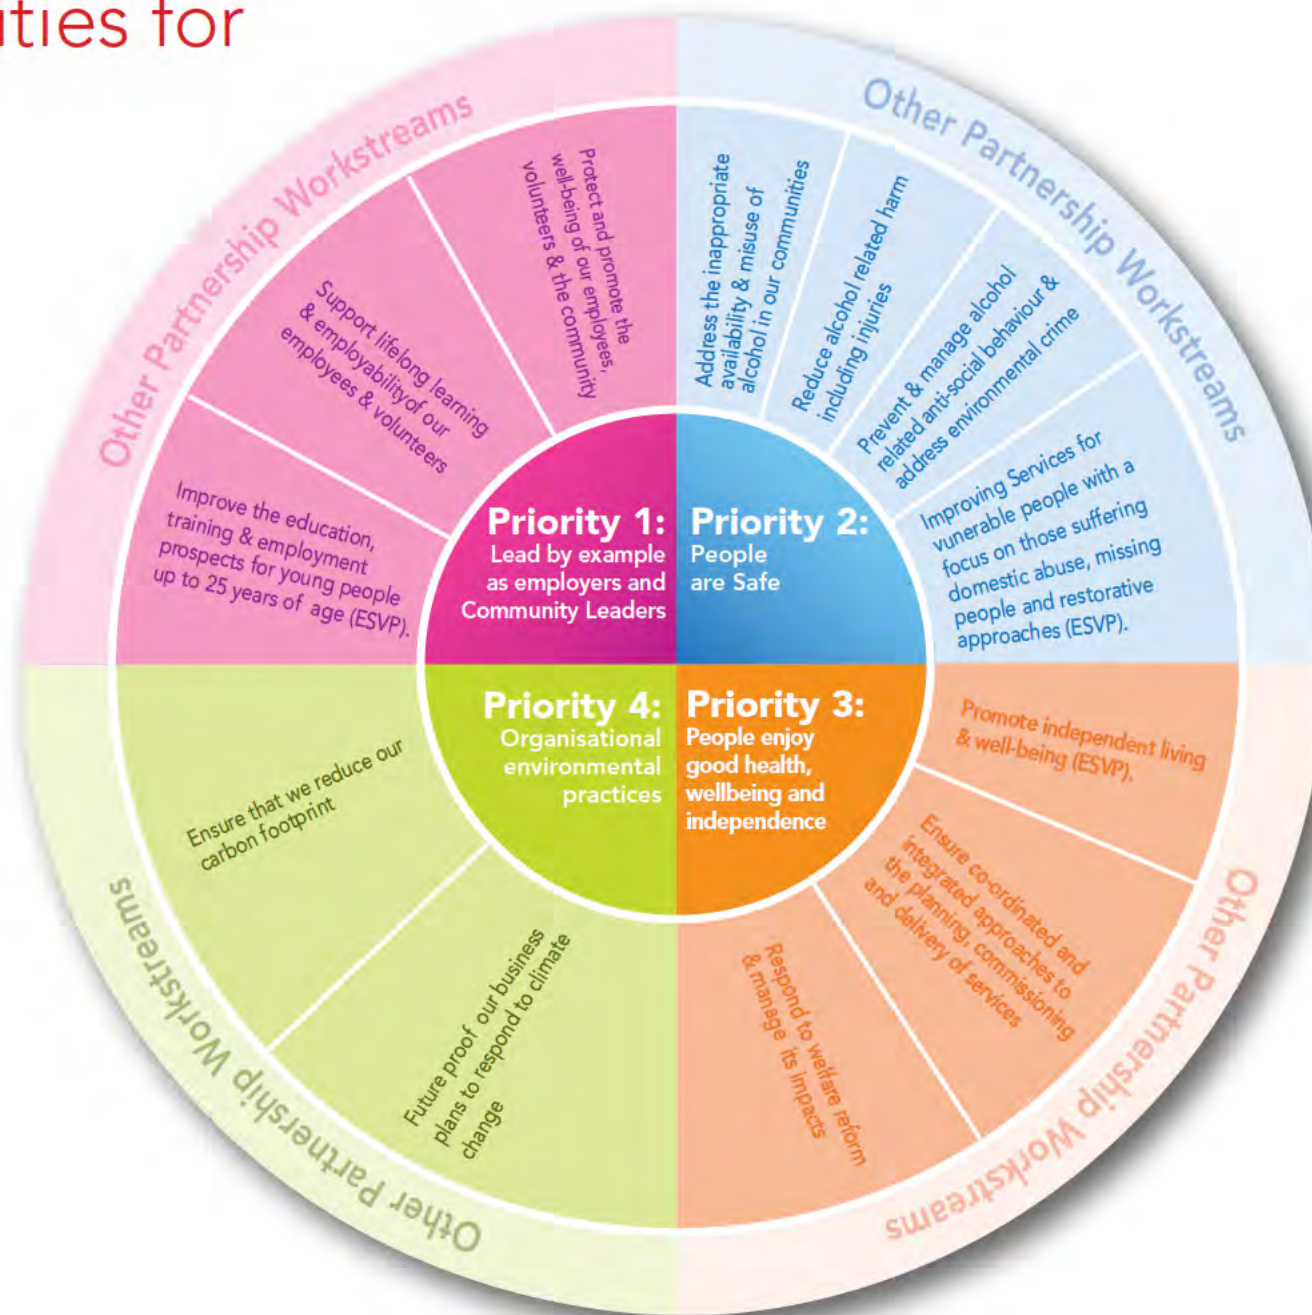 ities for
Other Partnership Workstreams
Protect and promote the
well-being of our employees,
volunteers & the community
Support lifelong learning
& employability of our
employees & volunteers
Improve the education,
training & employment
prospects for young people
up to 25 years of age (ESVP).
Priority 1:
Lead by example
as employers and
Community Leaders
Other Partnership Workstreams
Address the inappropriate
availability & misuse of
alcohol in our communities
Reduce alcohol related harm
including injuries
Prevent & manage alcohol
related anti-social behaviour &
address environmental crime
Improving Services for
vunerable people with a
focus on those suffering
domestic abuse, missing
people and restorative
approaches (ESVP).
Priority 2:
People
are Safe
Priority 3:
People enjoy
good health,
wellbeing and
independence
Promote independent living
& well-being (ESVP).
Ensure co-ordinated and
integrated approaches to
the planning, commissioning
and delivery of services
Respond to welfare reform
& manage its impacts
Other Partnership Workstreams
Priority 4:
Organisational
environmental
practices
Ensure that we reduce our
carbon footprint
Future proof our business
plans to respond to climate
change
Other Partnership Workstreams